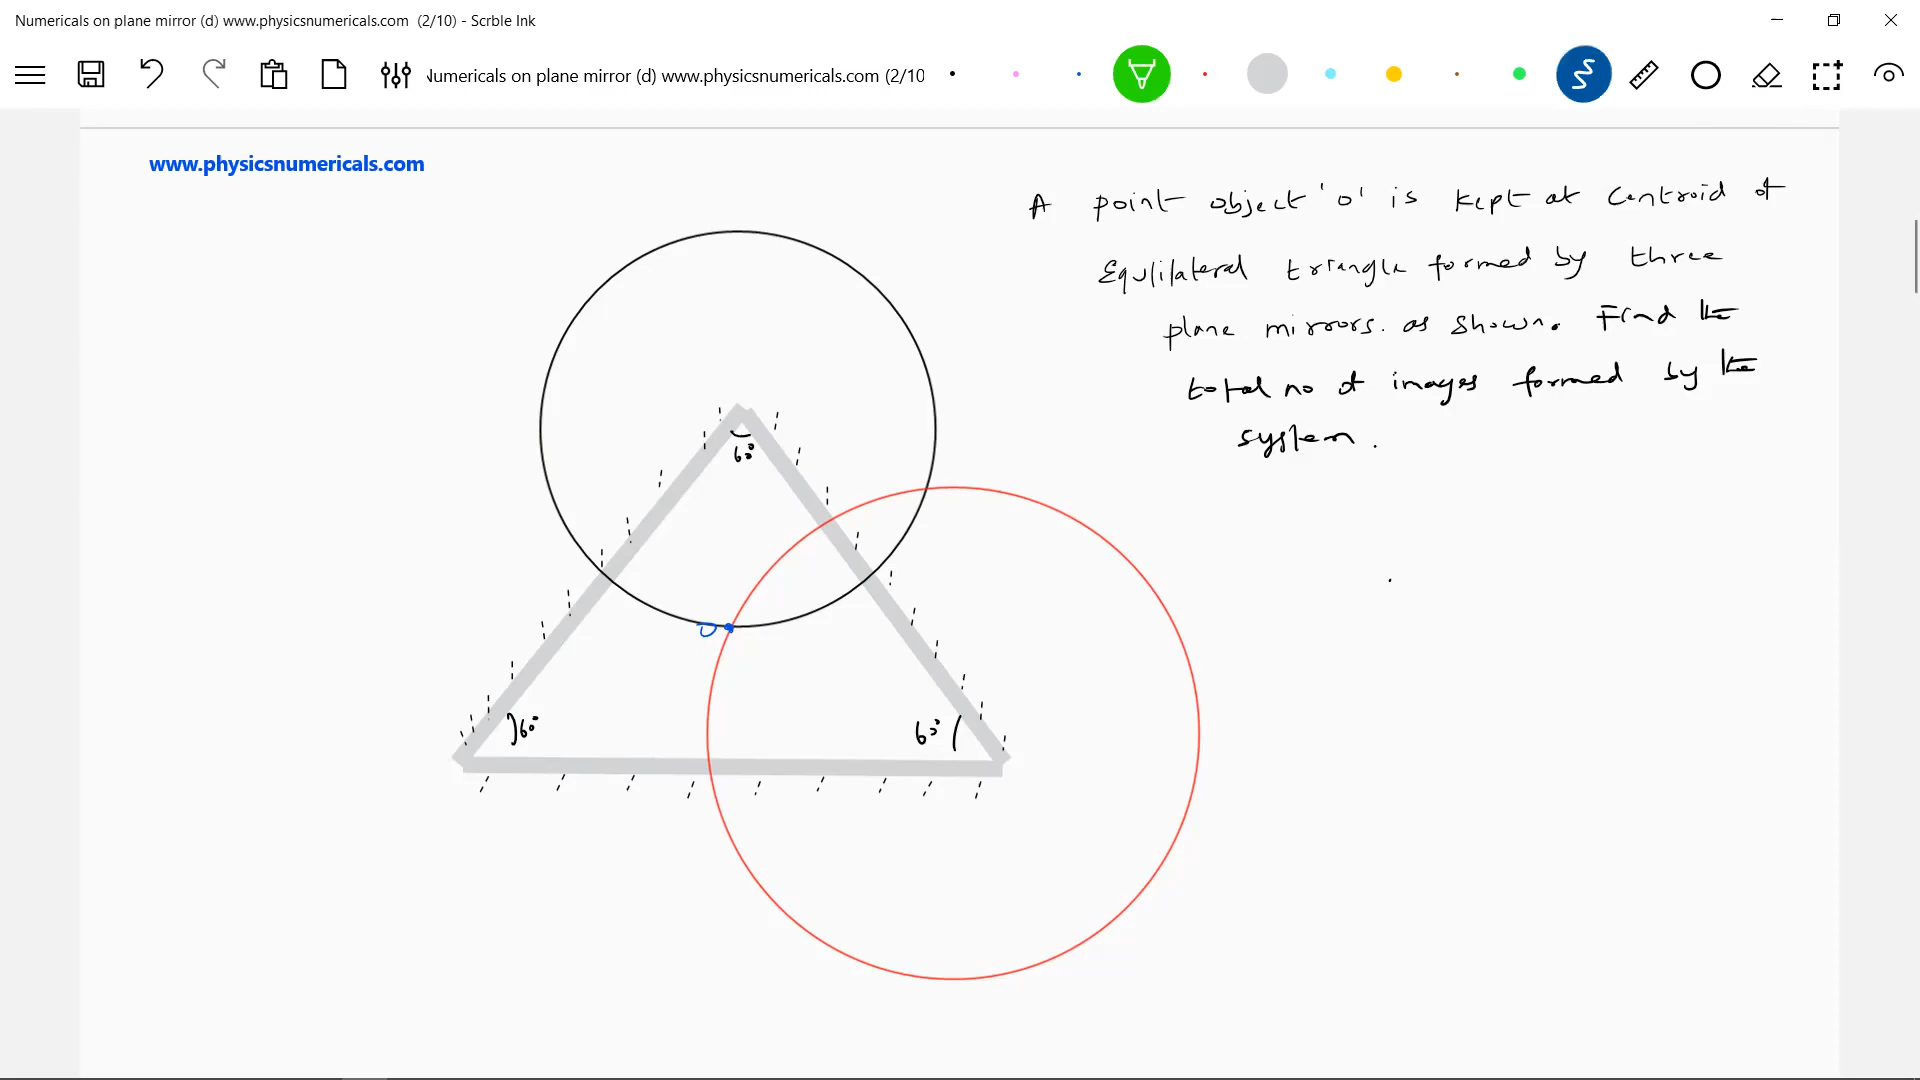 Numericals on plane mirror (d) www.physicsnumericals.com (2/10) - Scrble Ink
Numericals on plane mirror (d) www.physicsnumericals.com (2/10
www.physicsnumericals.com
A point object 'o' is kept at centroid of
Equlilateral triangle formed by three
plane mirrors. as shown. Find the
total no of images formed by the
system.
60°
O
60°
60°